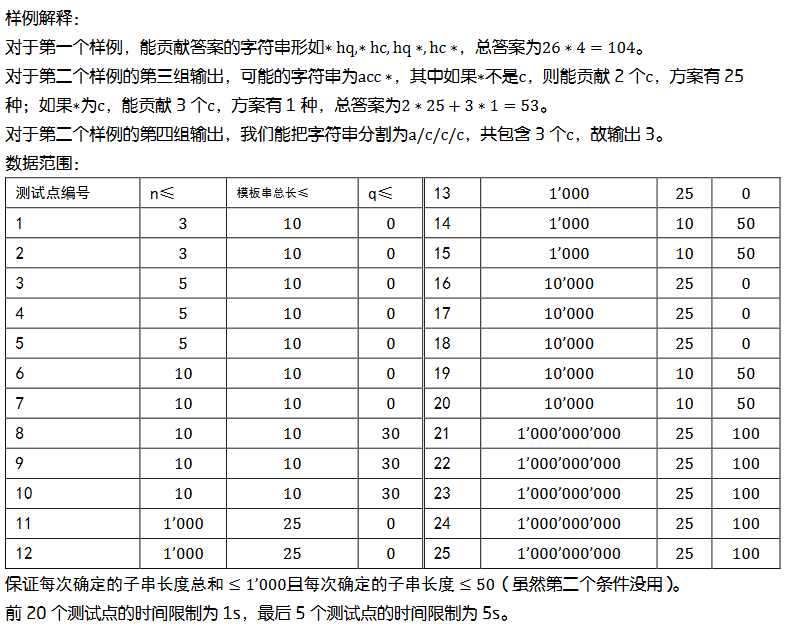 样例解释：
对于第一个样例，能贡献答案的字符串形如∗ hq,∗ hc, hq ∗, hc ∗，总答案为26 ∗ 4 = 104。
对于第二个样例的第三组输出，可能的字符串为acc ∗，其中如果∗不是c，则能贡献 2 个c，方案有 25
种；如果∗为c，能贡献 3 个c，方案有 1 种，总答案为2 ∗ 25 + 3 ∗ 1 = 53。
对于第二个样例的第四组输出，我们能把字符串分割为a/c/c/c，共包含 3 个c，故输出 3。
数据范围：
测试点编号 n≤ 模板串总长≤ q≤ 13 1’000 25 0
1 3 10 0 14 1’000 10 50
2 3 10 0 15 1’000 10 50
3 5 10 0 16 10’000 25 0
4 5 10 0 17 10’000 25 0
5 5 10 0 18 10’000 25 0
6 10 10 0 19 10’000 10 50
7 10 10 0 20 10’000 10 50
8 10 10 30 21 1’000’000’000 25 100
9 10 10 30 22 1’000’000’000 25 100
10 10 10 30 23 1’000’000’000 25 100
11 1’000 25 0 24 1’000’000’000 25 100
12 1’000 25 0 25 1’000’000’000 25 100
保证每次确定的子串长度总和 ≤ 1’000且每次确定的子串长度 ≤ 50（虽然第二个条件没用）。
前 20 个测试点的时间限制为 1s，最后 5 个测试点的时间限制为 5s。